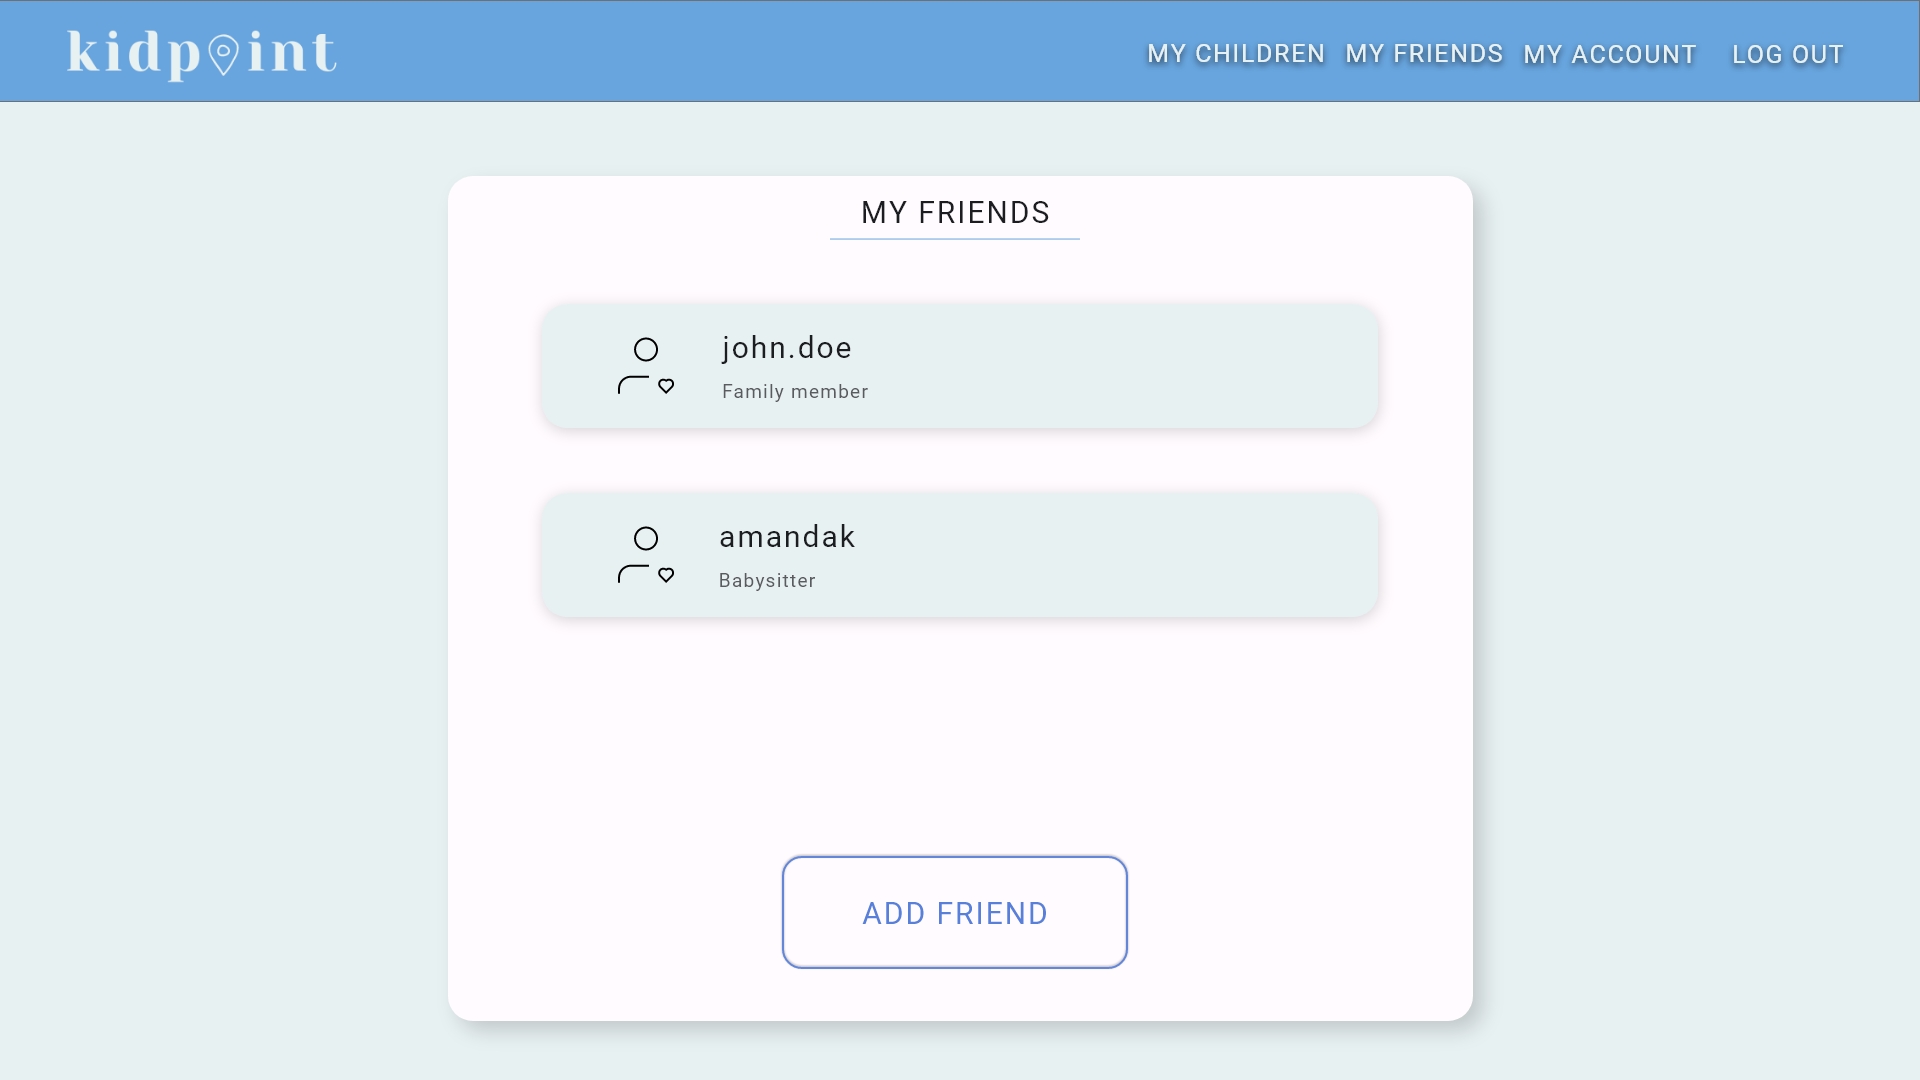 kidpoint
MY CHILDREN MY FRIENDS MY ACCOUNT LOG OUT
MY FRIENDS
john.doe
Family member
amandak
Babysitter
ADD FRIEND